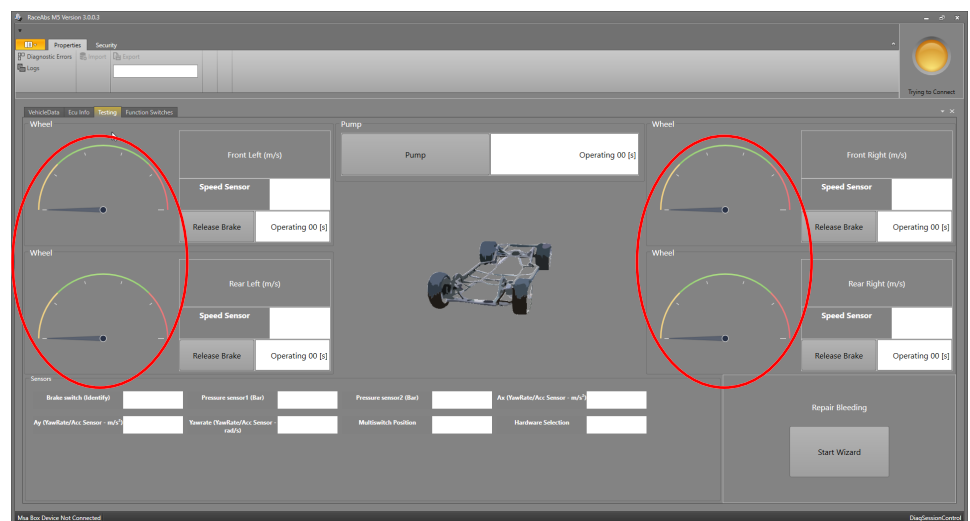 RaceAbs M5 Version 3.0.0.3
Properties Security
Diagnostic Errors Import Export
Logs
Trying to Connect
VehicleData Ecu Info Testing Function Switches
Wheel Pump Wheel
Front Left (m/s) Pump Operating 00 [s] Front Right (m/s)
Speed Sensor Speed Sensor
Release Brake Operating 00 [s] Release Brake Operating 00 [s]
Wheel Wheel
Rear Left (m/s) Rear Right (m/s)
Speed Sensor Speed Sensor
Release Brake Operating 00 [s] Release Brake Operating 00 [s]
Sensors
Brake switch (Identify) Pressure sensor1 (Bar) Pressure sensor2 (Bar) Ax (YawRate/Acc Sensor - m/s²)
Repair Bleeding
Ay (YawRate/Acc Sensor - m/s²) Yawrate (YawRate/Acc Sensor -
rad/s)
Multiswitch Position Hardware Selection
Start Wizard
Msa Box Device Not Connected DiaqSessionControl